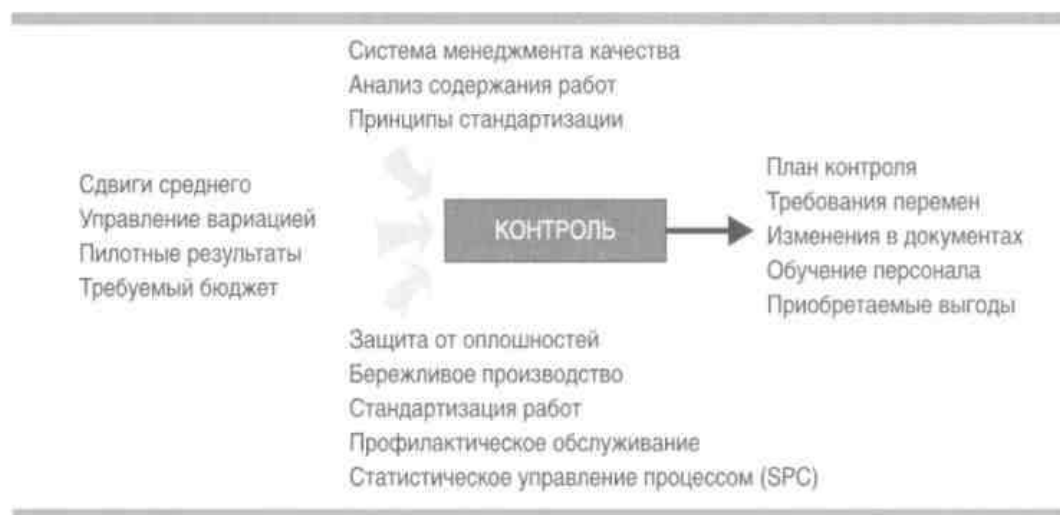 Система менеджмента качества
Анализ содержания работ
Принципы стандартизации
Сдвиги среднего
Управление вариацией
Пилотные результаты
Требуемый бюджет
КОНТРОЛЬ
План контроля
Требования перемен
Изменения в документах
Обучение персонала
Приобретаемые выгоды
Защита от оплошностей
Бережливое производство
Стандартизация работ
Профилактическое обслуживание
Статистическое управление процессом (SPC)